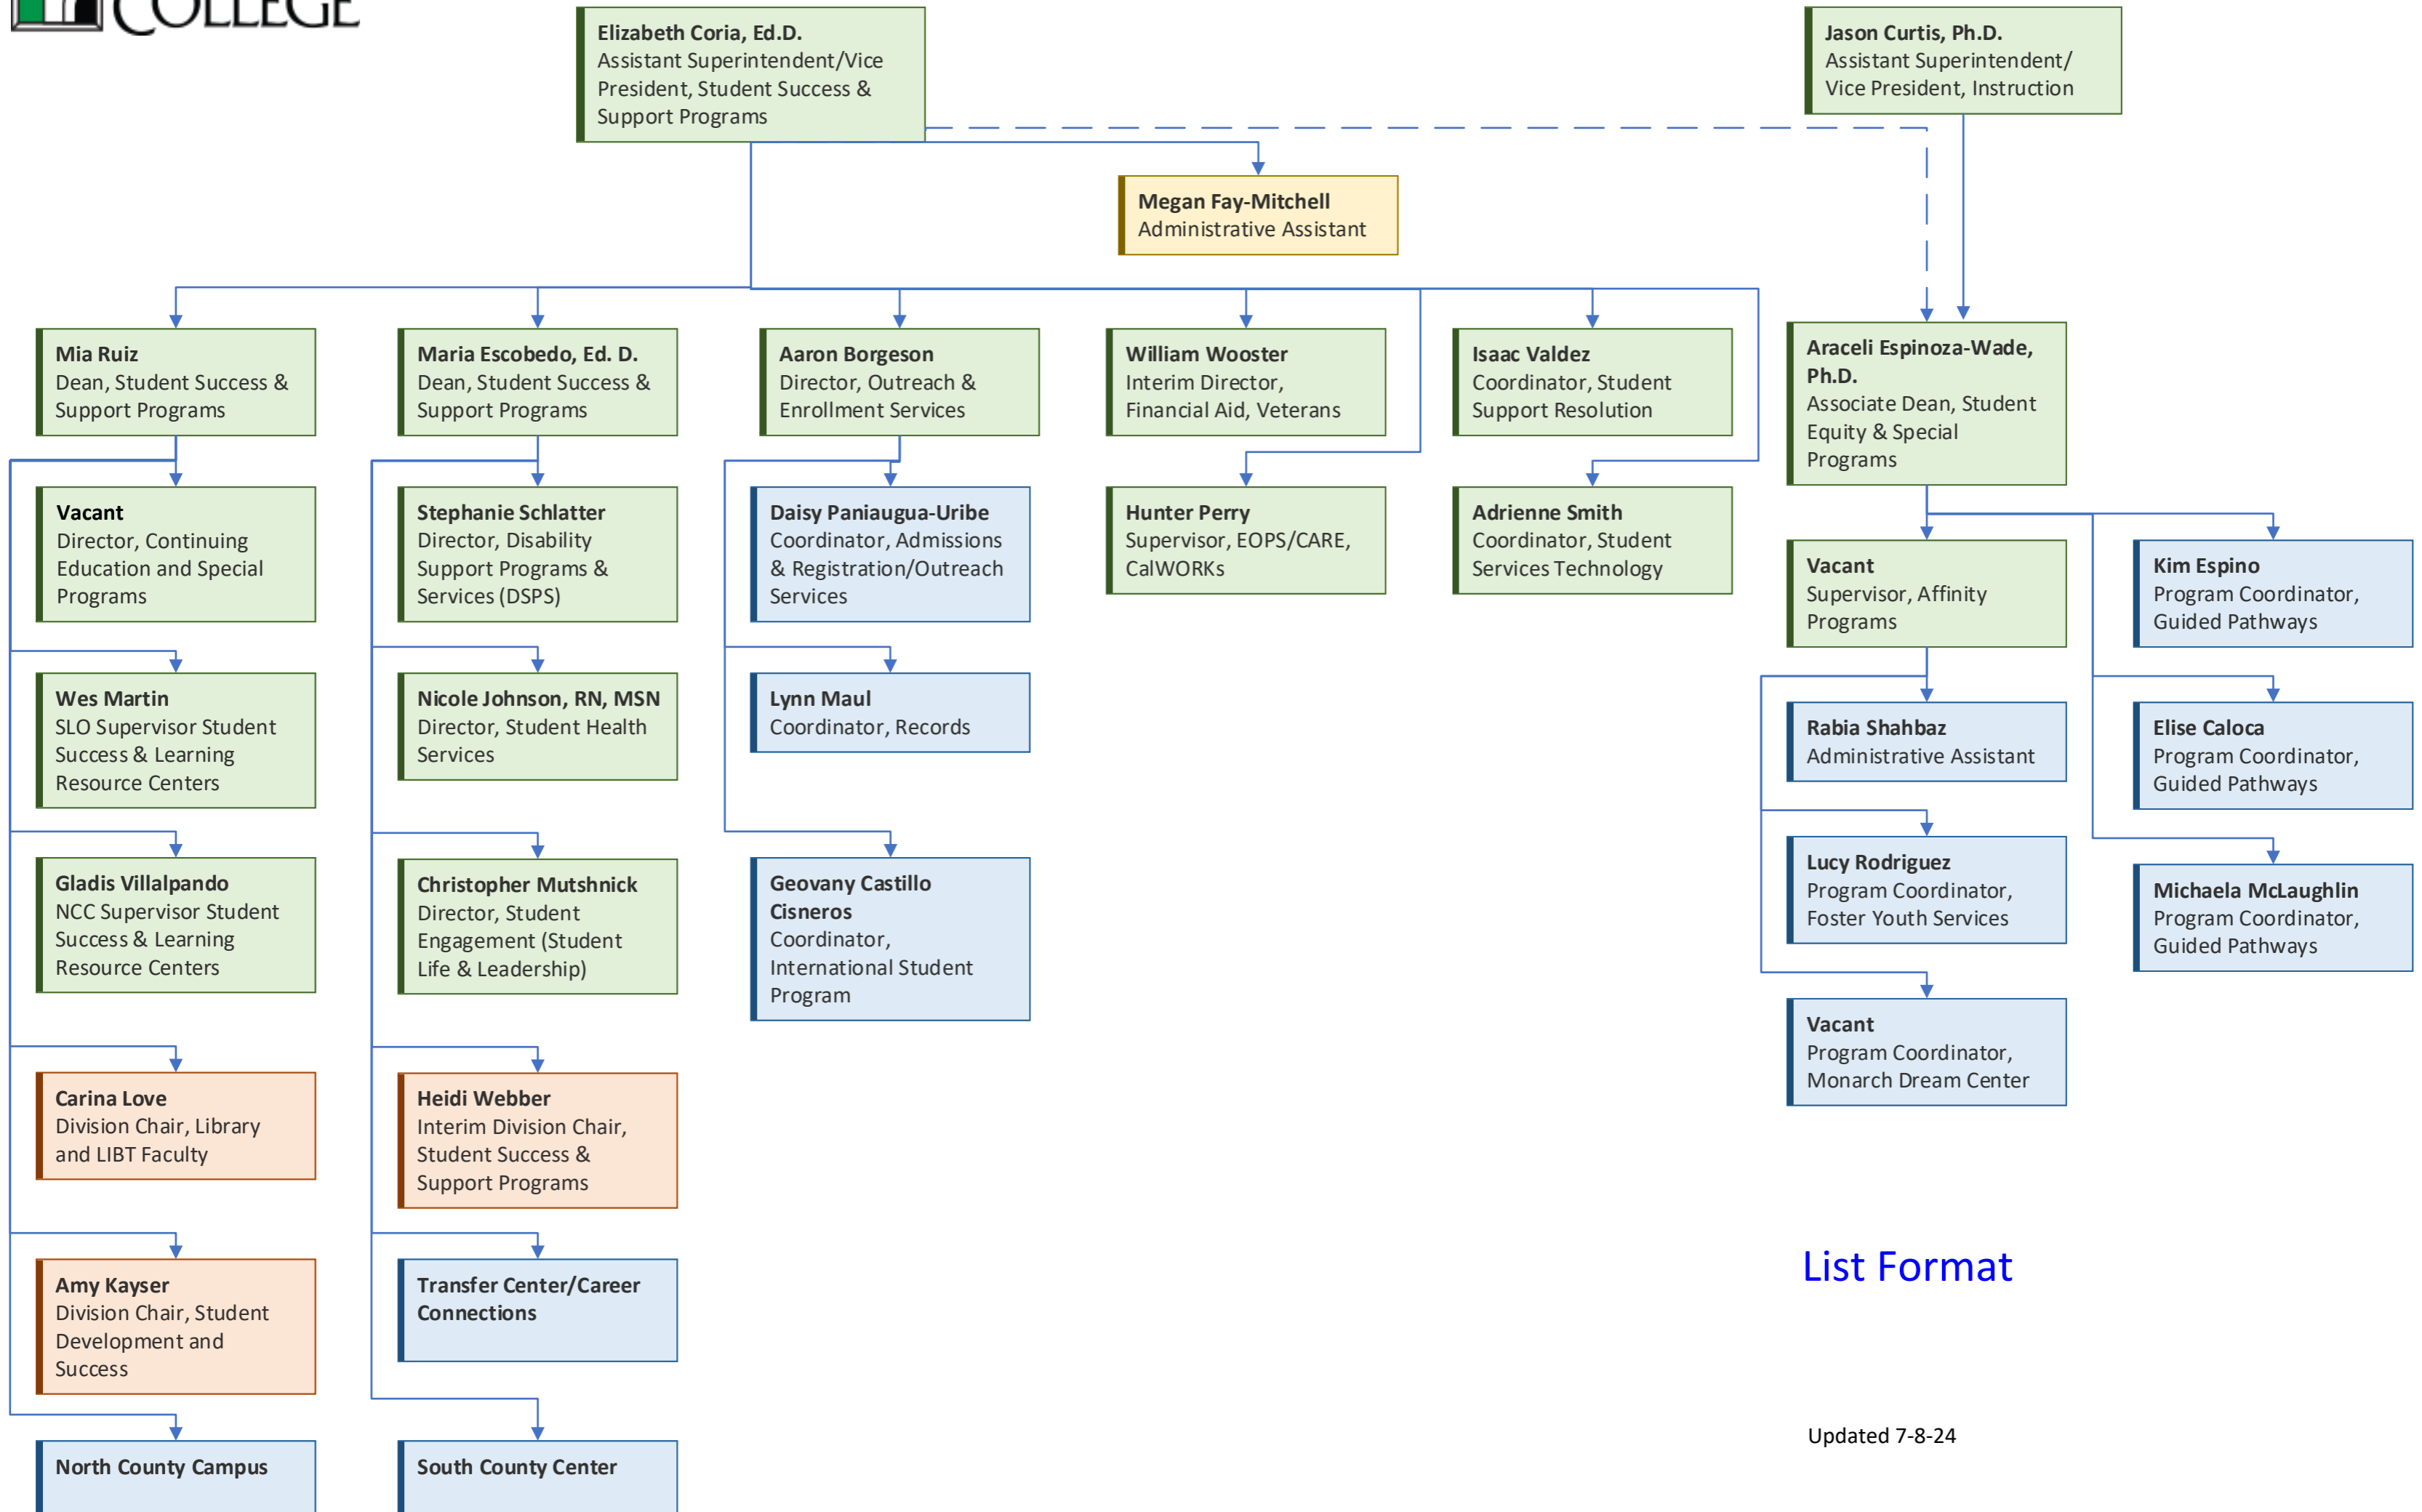 COLLEGE
Elizabeth Coria, Ed.D.
Assistant Superintendent/Vice
President, Student Success &
Support Programs
Jason Curtis, Ph.D.
Assistant Superintendent/
Vice President, Instruction
Megan Fay-Mitchell
Administrative Assistant
Mia Ruiz
Dean, Student Success &
Support Programs
Maria Escobedo, Ed. D.
Dean, Student Success &
Support Programs
Aaron Borgeson
Director, Outreach &
Enrollment Services
William Wooster
Interim Director,
Financial Aid, Veterans
Isaac Valdez
Coordinator, Student
Support Resolution
Araceli Espinoza-Wade,
Ph.D.
Associate Dean, Student
Equity & Special
Programs
Vacant
Director, Continuing
Education and Special
Programs
Stephanie Schlatter
Director, Disability
Support Programs &
Services (DSPS)
Daisy Paniaugua-Uribe
Coordinator, Admissions
& Registration/Outreach
Services
Hunter Perry
Supervisor, EOPS/CARE,
CalWORKs
Adrienne Smith
Coordinator, Student
Services Technology
Vacant
Supervisor, Affinity
Programs
Kim Espino
Program Coordinator,
Guided Pathways
Wes Martin
SLO Supervisor Student
Success & Learning
Resource Centers
Nicole Johnson, RN, MSN
Director, Student Health
Services
Lynn Maul
Coordinator, Records
Rabia Shahbaz
Administrative Assistant
Elise Caloca
Program Coordinator,
Guided Pathways
Gladis Villalpando
NCC Supervisor Student
Success & Learning
Resource Centers
Christopher Mutshnick
Director, Student
Engagement (Student
Life & Leadership)
Geovany Castillo
Cisneros
Coordinator,
International Student
Program
Lucy Rodriguez
Program Coordinator,
Foster Youth Services
Michaela McLaughlin
Program Coordinator,
Guided Pathways
Vacant
Program Coordinator,
Monarch Dream Center
Carina Love
Division Chair, Library
and LIBT Faculty
Heidi Webber
Interim Division Chair,
Student Success &
Support Programs
Amy Kayser
Division Chair, Student
Development and
Success
Transfer Center/Career
Connections
List Format
North County Campus
South County Center
Updated 7-8-24